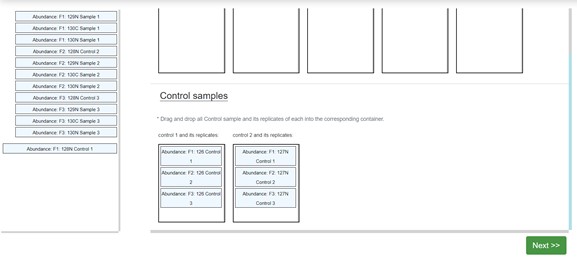 Abundance: F1: 129N Sample 1
Abundance: F1: 130C Sample 1
Abundance: F1: 130N Sample 1
Abundance: F2: 128N Control 2
Abundance: F2: 129N Sample 2
Abundance: F2: 130C Sample 2
Abundance: F2: 130N Sample 2
Abundance: F3: 128N Control 3
Abundance: F3: 129N Sample 3
Abundance: F3: 130C Sample 3
Abundance: F3: 130N Sample 3
Abundance: F1: 128N Control 1
Control samples
* Drag and drop all Control sample and its replicates of each into the corresponding container.
control 1 and its replicates
control 2 and its replicates
Abundance: F1: 126 Control
1
Abundance: F2: 126 Control
2
Abundance: F3: 126 Control
3
Abundance: F1: 127N
Control 1
Abundance: F2: 127N
Control 2
Abundance: F3: 127N
Control 3
Next >>